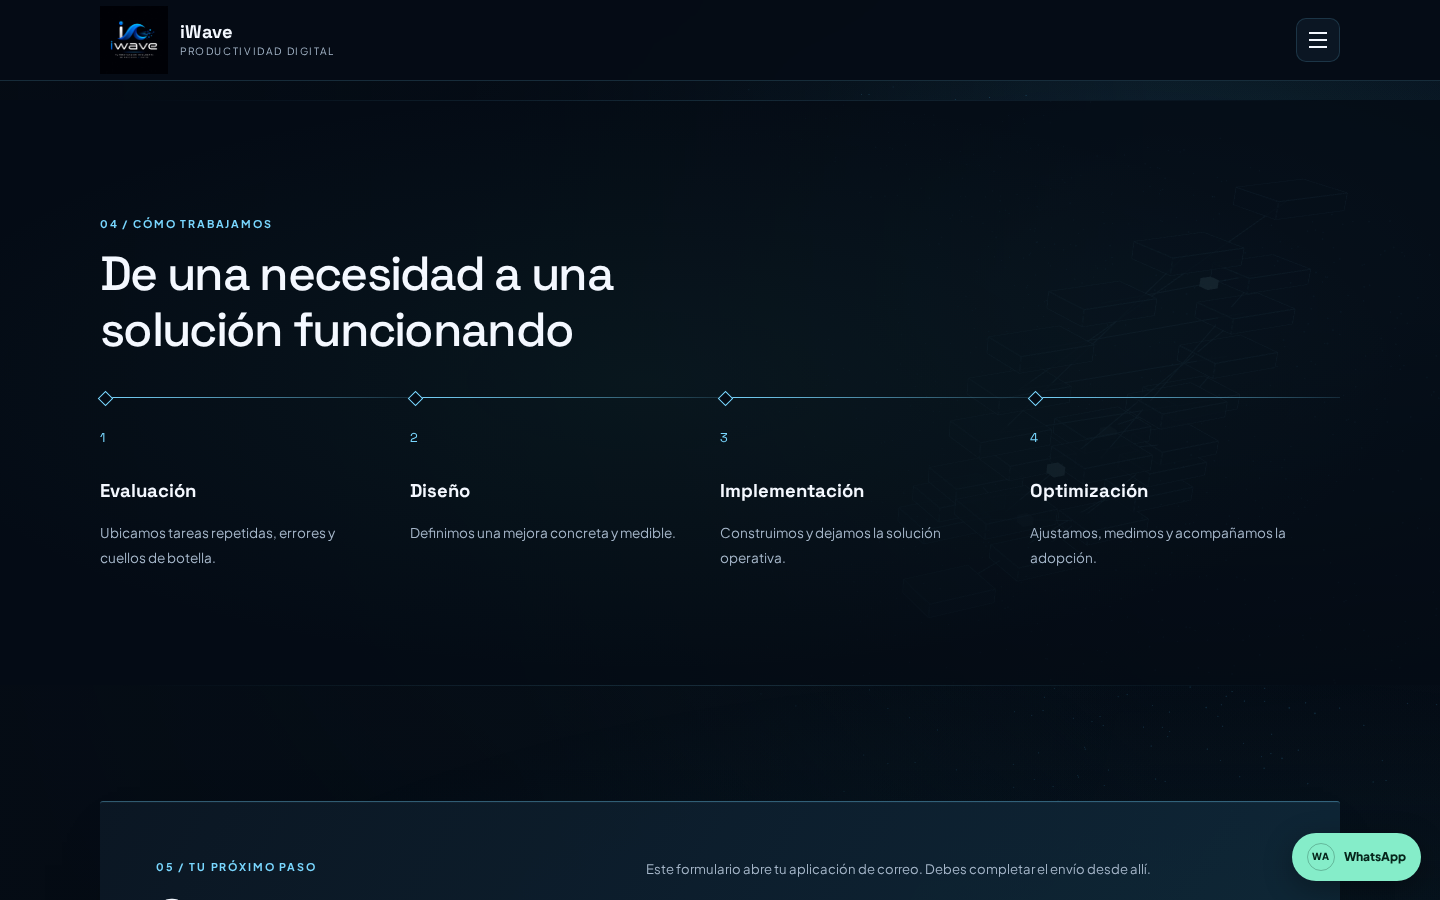 iwave
iWave
PRODUCTIVIDAD DIGITAL
04 / CÓMO TRABAJAMOS
De una necesidad a una
solución funcionando
1
2
3
4
Evaluación
Diseño
Implementación
Optimización
Ubicamos tareas repetidas, errores y
cuellos de botella.
Definimos una mejora concreta y medible.
Construimos y dejamos la solución
operativa.
Ajustamos, medimos y acompañamos la
adopción.
05 / TU PRÓXIMO PASO
Este formulario abre tu aplicación de correo. Debes completar el envío desde allí.
WA WhatsApp